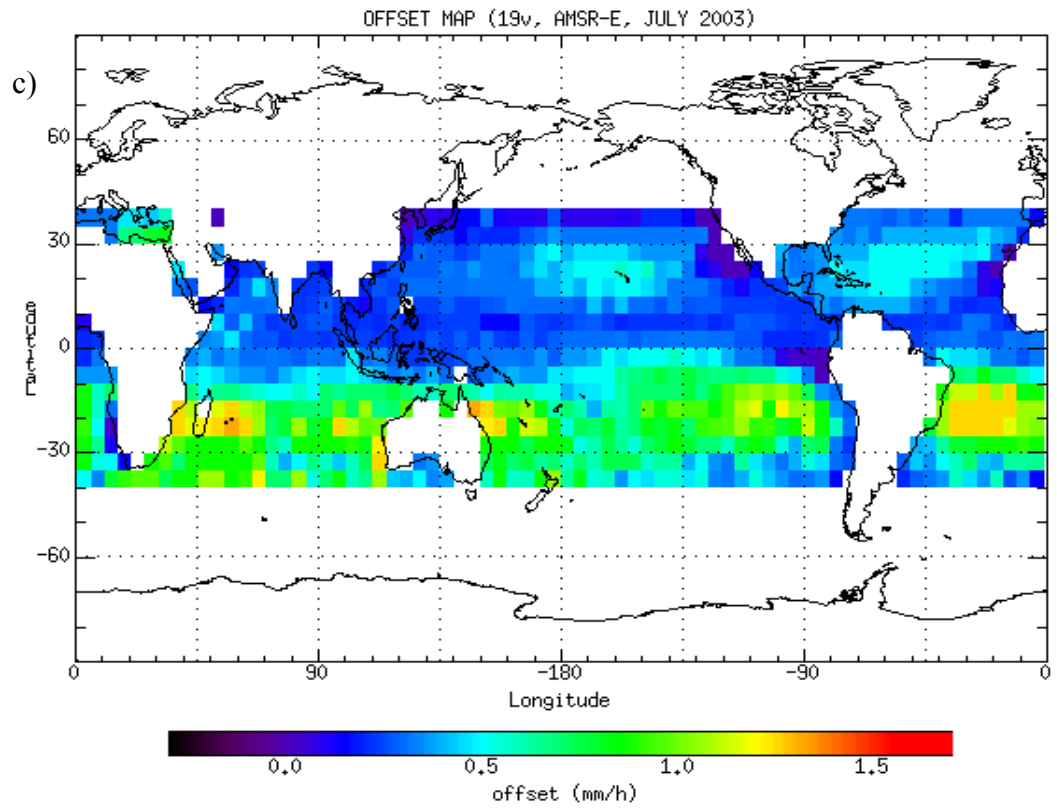 OFFSET MAP (19v, AMSR-E, JULY 2003)
c)
60
30
0
-30
-60
Latitude
0 90 -180 -90 0
Longitude
0.0 0.5 1.0 1.5
offset (mm/h)